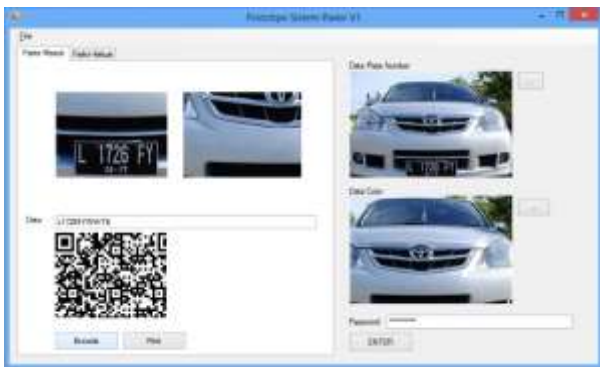 Prototipe Sistem Parkir V1
File
Parkir Masuk
Parkir Keluar
Data Plate Number
L 1726 FY
Data Color
Data
Encode
Print
Password
ENTER